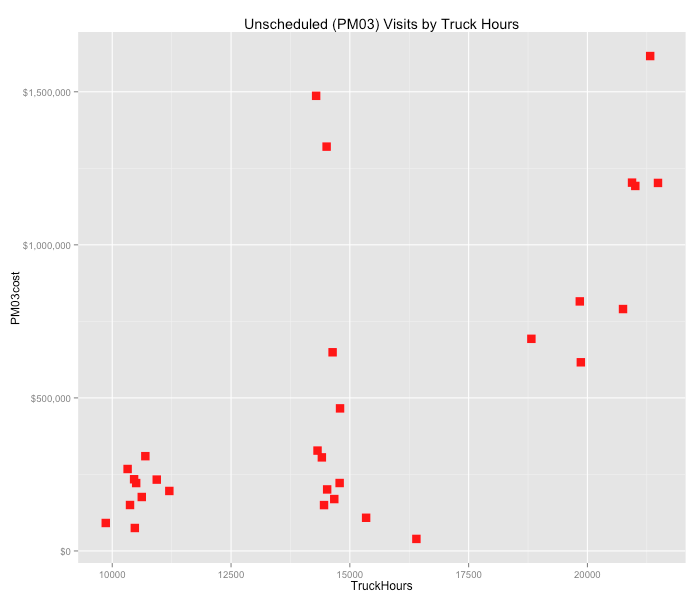 Unscheduled (PM03) Visits by Truck Hours
$1,500,000
$1,000,000
$500,000
$0
PM03cost
10000 12500 15000 17500 20000
TruckHours